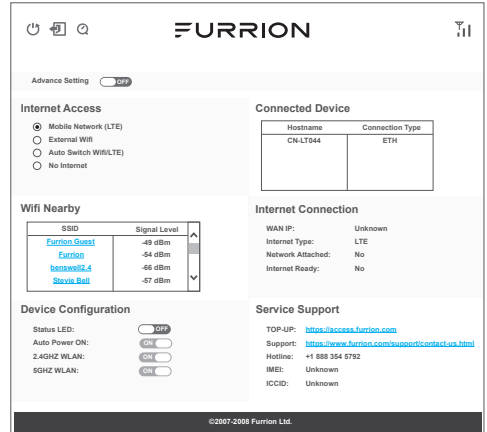 FURRION
Advance Setting OFF
Internet Access
Mobile Network (LTE)
External Wifi
Auto Switch Wifi/LTE)
No Internet
Connected Device
Hostname Connection Type
CN-LT044 ETH
Wifi Nearby
SSID Signal Level
Furrion Guest -49 dBm
Furrion -54 dBm
benswell2.4 -66 dBm
Stevie Bell -57 dBm
Internet Connection
WAN IP: Unknown
Internet Type: LTE
Network Attached: No
Internet Ready: No
Device Configuration
Status LED: OFF
Auto Power ON: ON
2.4GHZ WLAN: ON
5GHZ WLAN: ON
Service Support
TOP-UP: https://access.furrion.com
Support: https://www.furrion.com/support/contact-us.html
Hotline: +1 888 354 5792
IMEI: Unknown
ICCID: Unknown
©2007-2008 Furrion Ltd.